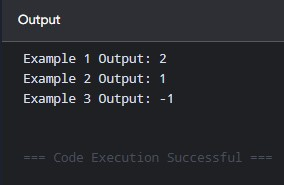 Output
Example 1 Output: 2
Example 2 Output: 1
Example 3 Output: -1
=== Code Execution Successful ===